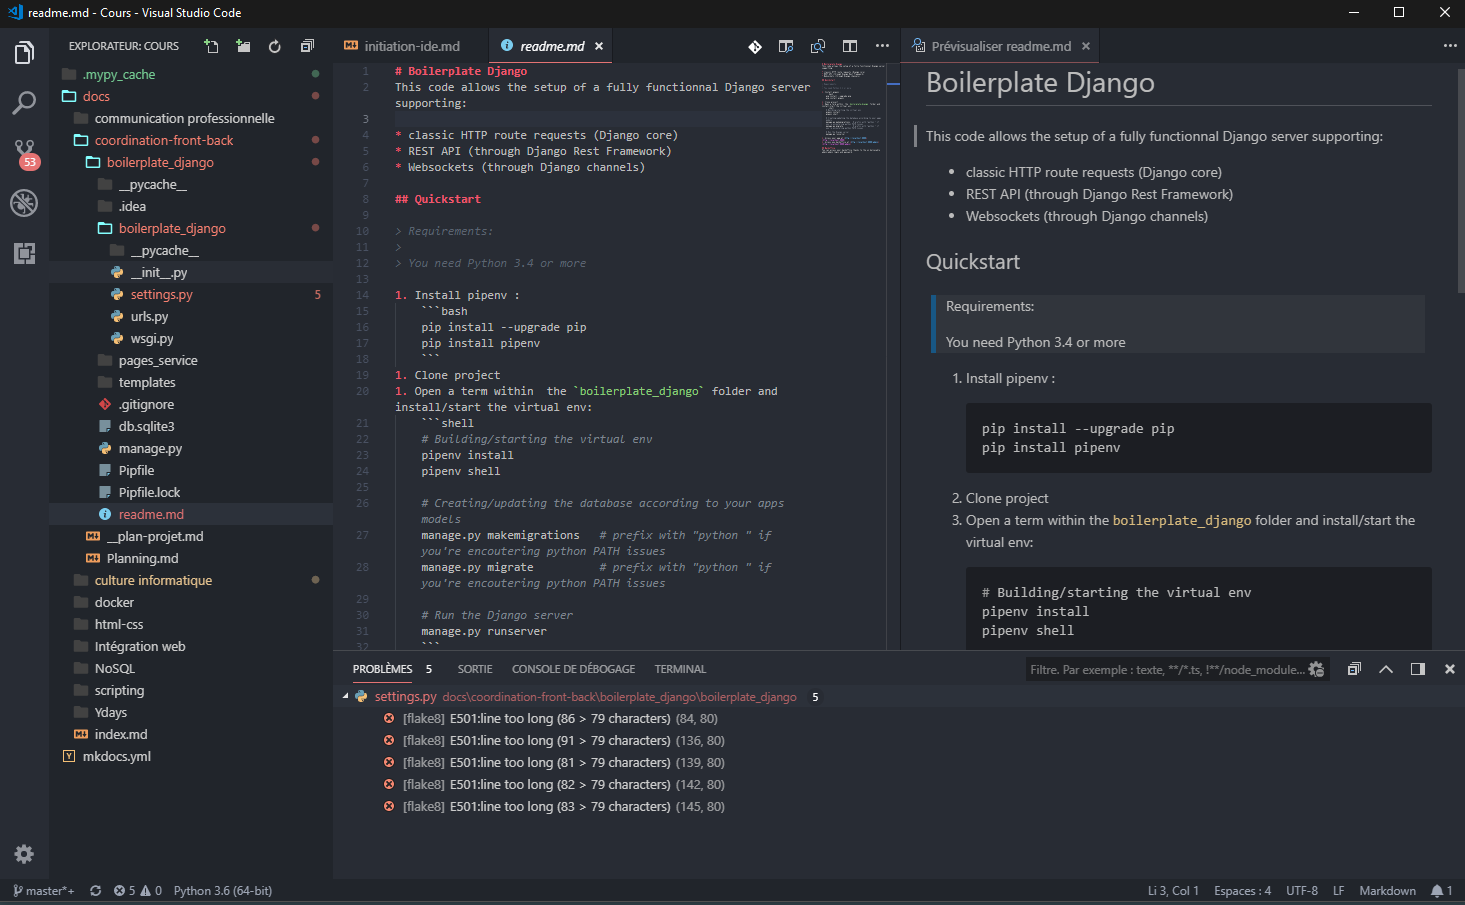 readme.md - Cours - Visual Studio Code
EXPLORATEUR: COURS
.mypy_cache
docs
communication professionnelle
coordination-front-back
boilerplate_django
__pycache__
.idea
boilerplate_django
__pycache__
__init__.py
settings.py 5
urls.py
wsgi.py
pages_service
templates
.gitignore
db.sqlite3
manage.py
Pipfile
Pipfile.lock
readme.md
__plan-projet.md
Planning.md
culture informatique
docker
html-css
Intégration web
NoSQL
scripting
Ydays
index.md
mkdocs.yml
53
initiation-ide.md
readme.md
1 # Boilerplate Django
2 This code allows the setup of a fully functionnal Django server
supporting:
3
4 * classic HTTP route requests (Django core)
5 * REST API (through Django Rest Framework)
6 * Websockets (through Django channels)
7
8 ## Quickstart
9
10 > Requirements:
11 >
12 > You need Python 3.4 or more
13
14 1. Install pipenv :
15 ```bash
16 pip install --upgrade pip
17 pip install pipenv
18 ```
19 1. Clone project
20 1. Open a term within  the `boilerplate_django` folder and
install/start the virtual env:
21 ```shell
22 # Building/starting the virtual env
23 pipenv install
24 pipenv shell
25
26 # Creating/updating the database according to your apps
models
27 manage.py makemigrations   # prefix with "python " if
you're encoutering python PATH issues
28 manage.py migrate          # prefix with "python " if
you're encoutering python PATH issues
29
30 # Run the Django server
31 manage.py runserver
32 ```
Prévisualiser readme.md
Boilerplate Django
This code allows the setup of a fully functionnal Django server supporting:
• classic HTTP route requests (Django core)
• REST API (through Django Rest Framework)
• Websockets (through Django channels)
Quickstart
Requirements:
You need Python 3.4 or more
1. Install pipenv :
pip install --upgrade pip
pip install pipenv
2. Clone project
3. Open a term within the boilerplate_django folder and install/start the
virtual env:
# Building/starting the virtual env
pipenv install
pipenv shell
PROBLÈMES 5 SORTIE CONSOLE DE DÉBOGAGE TERMINAL
Filtre. Par exemple : texte, **/*.ts, !**/node_module...
settings.py docs\coordination-front-back\boilerplate_django\boilerplate_django 5
[flake8] E501:line too long (86 > 79 characters) (84, 80)
[flake8] E501:line too long (91 > 79 characters) (136, 80)
[flake8] E501:line too long (81 > 79 characters) (139, 80)
[flake8] E501:line too long (82 > 79 characters) (142, 80)
[flake8] E501:line too long (83 > 79 characters) (145, 80)
master*+ 5 0 Python 3.6 (64-bit) Li 3, Col 1 Espaces : 4 UTF-8 LF Markdown 1